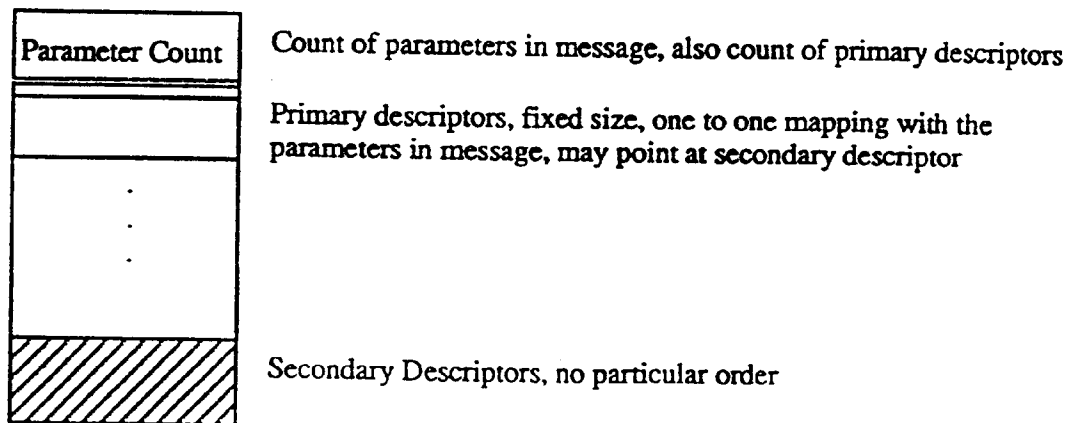 Parameter Count
Count of parameters in message, also count of primary descriptors
Primary descriptors, fixed size, one to one mapping with the
parameters in message, may point at secondary descriptor
Secondary Descriptors, no particular order